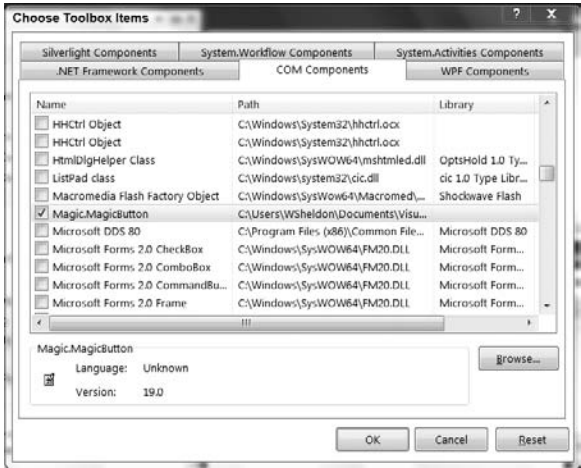 Choose Toolbox Items
Silverlight Components System.Workflow Components System.Activities Components
.NET Framework Components COM Components WPF Components
Name Path Library
HHCtrl Object C:\Windows\System32\hhctrl.ocx
HHCtrl Object C:\Windows\System32\hhctrl.ocx
HtmlDlgHelper Class C:\Windows\SysWOW64\mshtmled.dll OptsHold 1.0 Ty...
ListPad class C:\Windows\system32\cic.dll cic 1.0 Type Libr...
Macromedia Flash Factory Object C:\Windows\SysWow64\Macromed\... Shockwave Flash
Magic.MagicButton C:\Users\WSheldon\Documents\Visu...
Microsoft DDS 80 C:\Program Files (x86)\Common File... Microsoft DDS 80
Microsoft Forms 2.0 CheckBox C:\Windows\SysWOW64\FM20.DLL Microsoft Form...
Microsoft Forms 2.0 ComboBox C:\Windows\SysWOW64\FM20.DLL Microsoft Form...
Microsoft Forms 2.0 CommandBu... C:\Windows\SysWOW64\FM20.DLL Microsoft Form...
Microsoft Forms 2.0 Frame C:\Windows\SysWOW64\FM20.DLL Microsoft Form...
Magic.MagicButton
Browse...
Language: Unknown
Version: 19.0
OK Cancel Reset